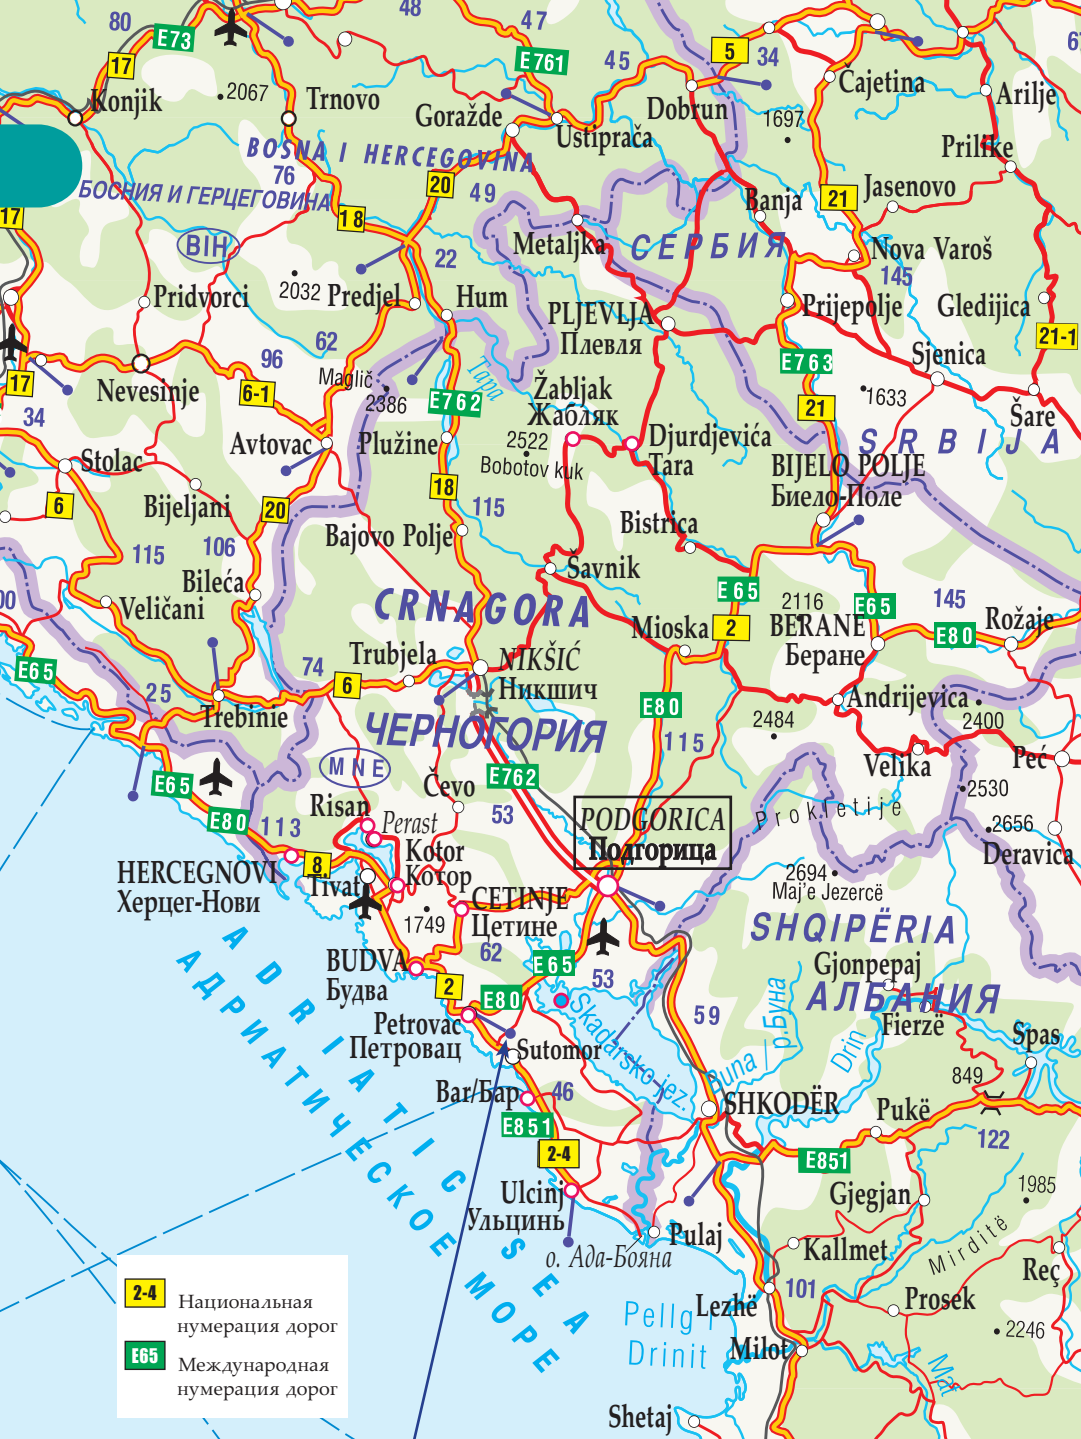 80
48
47
E73
E761
45
5
34
17
Konjik
2067
Trnovo
Goražde
Ustiprača
Dobrun
1697
Čajetina
Arilje
Prilike
BOSNA I HERCEGOVINA
76
БОСНИЯ И ГЕРЦЕГОВИНА
20
49
18
17
BIH
Banja
21
Jasenovo
Metaljka
СЕРБИЯ
Nova Varoš
145
22
2032
Predjel
Hum
Pridvorci
PLJEVLJA
Плевля
Prijepolje
Gledijica
21-1
62
96
Sjenica
E763
Тара
Maglič
2386
Žabljak
Жабляк
1633
17
Nevesinje
6-1
E762
21
Šare
34
Avtovac
Plužine
2522
Bobotov kuk
Djurdjevića
Tara
SRBIJA
BIJELO POLJE
Биело-Поле
Stolac
6
Bijeljani
20
18
115
Bistrica
Bajovo Polje
115
106
Bileća
Šavnik
Veličani
CRNAGORA
E65
2116
E65
145
Rožaje
E80
Mioska
2
BERANE
Беране
E65
74
Trubjela
NIKŠIĆ
Никшич
25
6
Trebinie
Andrijevica
2400
E80
115
2484
ЧЕРНОГОРИЯ
Velika
Peć
MNE
E762
E65
Čevo
2530
Risan
Perast
53
PODGORICA
Подгорица
Prokletije
2656
Deravica
E80
113
Kotor
Котор
8
HERCEGNOVI
Херцег-Нови
Tivat
2694
Maj'e Jezercë
CETINJE
Цетине
1749
SHQIPËRIA
АЛБАНИЯ
Gjonpepaj
BUDVA
Будва
62
E65
53
2
E80
Skadarsko jez.
59
Buna / р.Буна
Drin
Fierzë
Spas
Petrovac
Петровац
Sutomor
849
Bar/Бар
46
SHKODËR
Pukë
E851
122
2-4
E851
ADRIATIC SEA
АДРИАТИЧЕСКОЕ МОРЕ
Ulcinj
Ульцинь
Gjegjan
1985
Pulaj
о. Ада-Бояна
Kallmet
Mirditë
Reç
101
Lezhë
Prosek
Pellg i
Drinit
2246
Milot
Mat
Shetaj
2-4
Национальная
нумерация дорог
E65
Международная
нумерация дорог